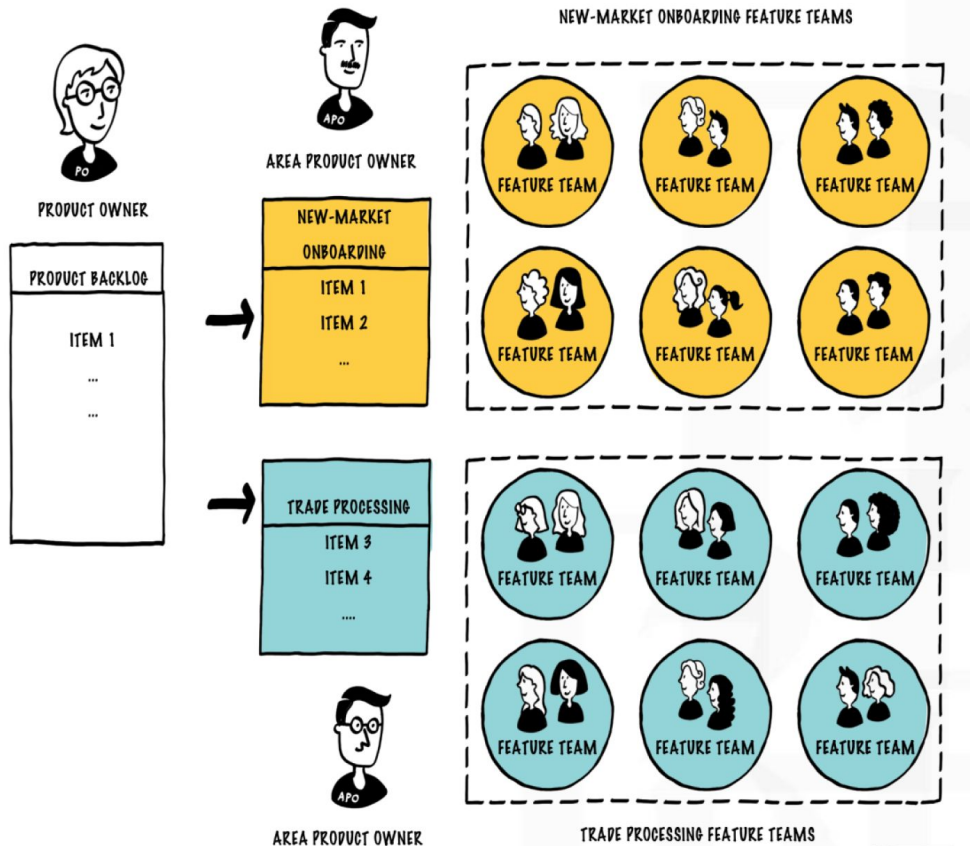 NEW-MARKET ONBOARDING FEATURE TEAMS
PO
PRODUCT OWNER
APO
AREA PRODUCT OWNER
PRODUCT BACKLOG
ITEM 1
...
...
NEW-MARKET
ONBOARDING
ITEM 1
ITEM 2
...
FEATURE TEAM
FEATURE TEAM
FEATURE TEAM
FEATURE TEAM
FEATURE TEAM
FEATURE TEAM
TRADE PROCESSING
ITEM 3
ITEM 4
....
APO
AREA PRODUCT OWNER
FEATURE TEAM
FEATURE TEAM
FEATURE TEAM
FEATURE TEAM
FEATURE TEAM
FEATURE TEAM
TRADE PROCESSING FEATURE TEAMS